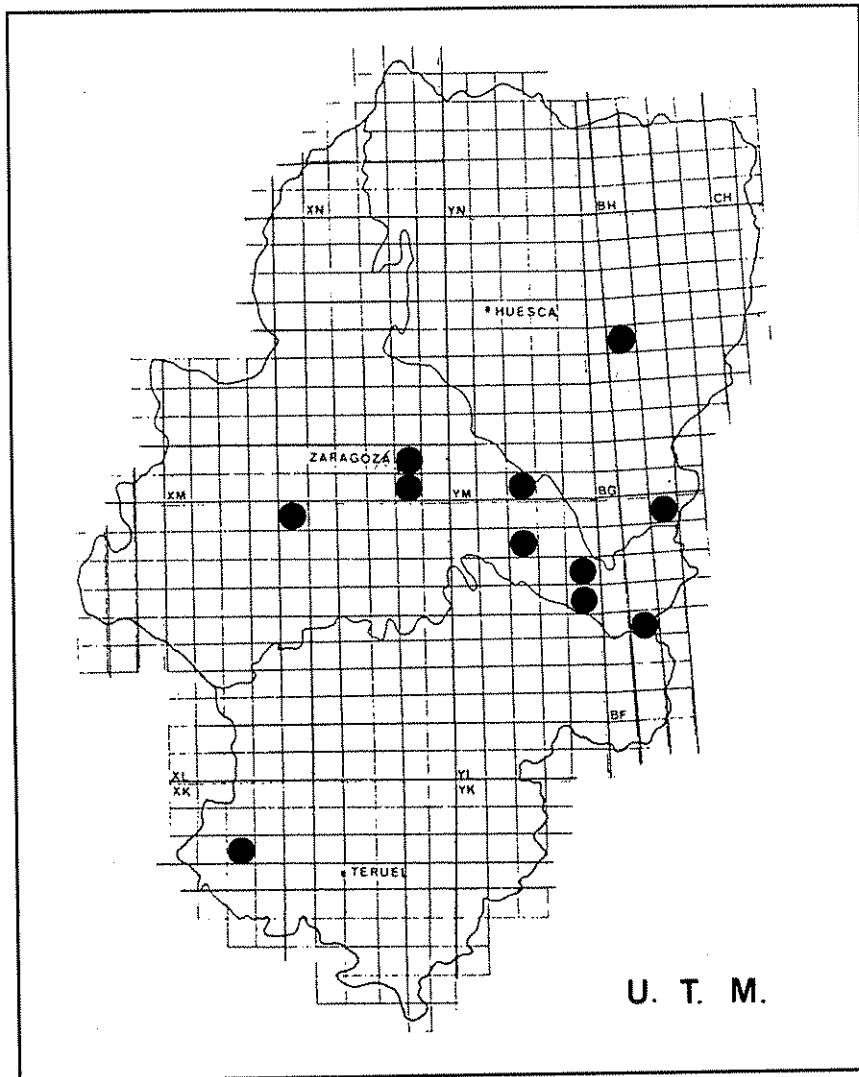 XN YN BH CH
HUESCA
ZARAGOZA
XM YM BG
BF
XL YL
XK YK
TERUEL
U. T. M.